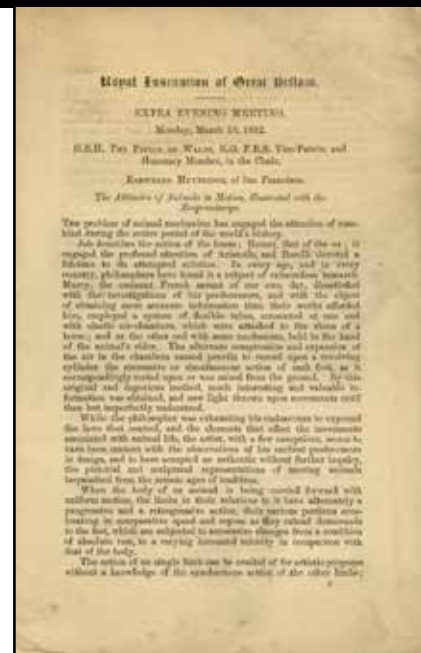 Royal Institution of Great Britain.
EXTRA EVENING MEETING,
Monday, March 13, 1882.
H.R.H. THE PRINCE OF WALES, K.G. F.R.S. Vice-Patron and
Honorary Member, in the Chair.
EADWEARD MUYBRIDGE, of San Francisco.
The Attitudes of Animals in Motion, illustrated with the
Zoopraxiscope.
THE problem of animal mechanism has engaged the attention of man-
kind during the entire period of the world's history.
Job describes the action of the horse; Homer, that of the ox; it
engaged the profound attention of Aristotle, and Borelli devoted a
lifetime to its attempted solution. In every age, and in every
country, philosophers have found it a subject of exhaustless research.
Marey, the eminent French savant of our own day, dissatisfied
with the investigations of his predecessors, and with the object
of obtaining more accurate information than their works afforded
him, employed a system of flexible tubes, connected at one end
with elastic air-chambers, which were attached to the shoes of a
horse; and at the other end with some mechanism, held in the hand
of the animal's rider. The alternate compression and expansion of
the air in the chambers caused pencils to record upon a revolving
cylinder the successive or simultaneous action of each foot, as it
correspondingly rested upon or was raised from the ground. By this
original and ingenious method, much interesting and valuable in-
formation was obtained, and new light thrown upon movements until
then but imperfectly understood.
While the philosopher was exhausting his endeavours to expound
the laws that control, and the elements that effect the movements
associated with animal life, the artist, with a few exceptions, seems to
have been content with the observations of his earliest predecessors
in design, and to have accepted as authentic without further inquiry,
the pictorial and sculptural representations of moving animals
bequeathed from the remote ages of tradition.
When the body of an animal is being carried forward with
uniform motion, the limbs in their relations to it have alternately a
progressive and a retrogressive action, their various portions acce-
lerating in comparative speed and repose as they extend downwards
to the feet, which are subjected to successive changes from a condition
of absolute rest, to a varying increased velocity in comparison with
that of the body.
The action of no single limb can be availed of for artistic purposes
without a knowledge of the synchronous action of the other limbs;